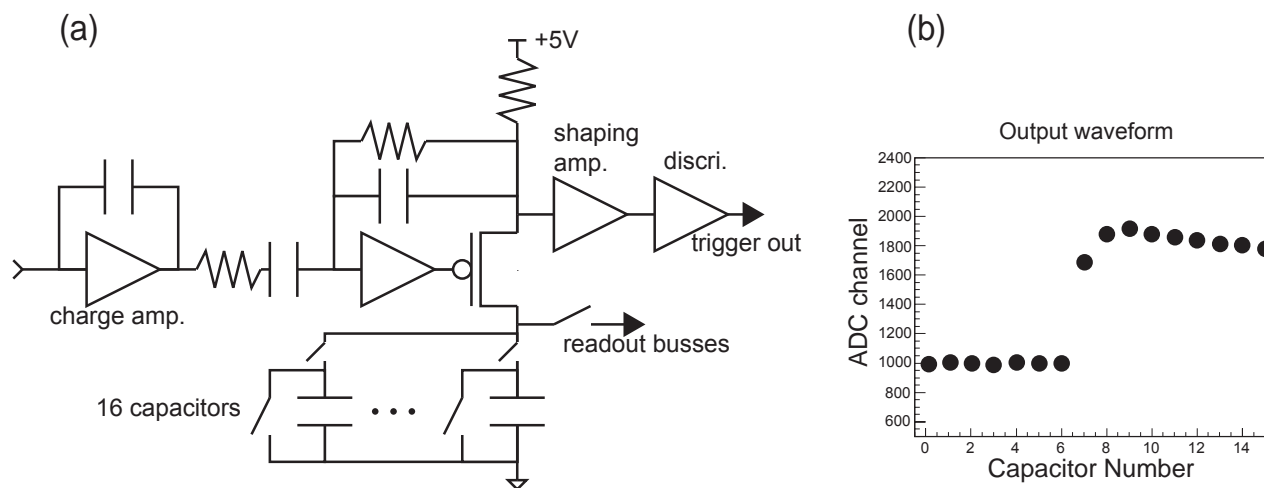 (a)
+5V
shaping
amp.
discri.
trigger out
charge amp.
readout busses
16 capacitors
(b)
Output waveform
ADC channel
2400
2200
2000
1800
1600
1400
1200
1000
800
600
0 2 4 6 8 10 12 14
Capacitor Number